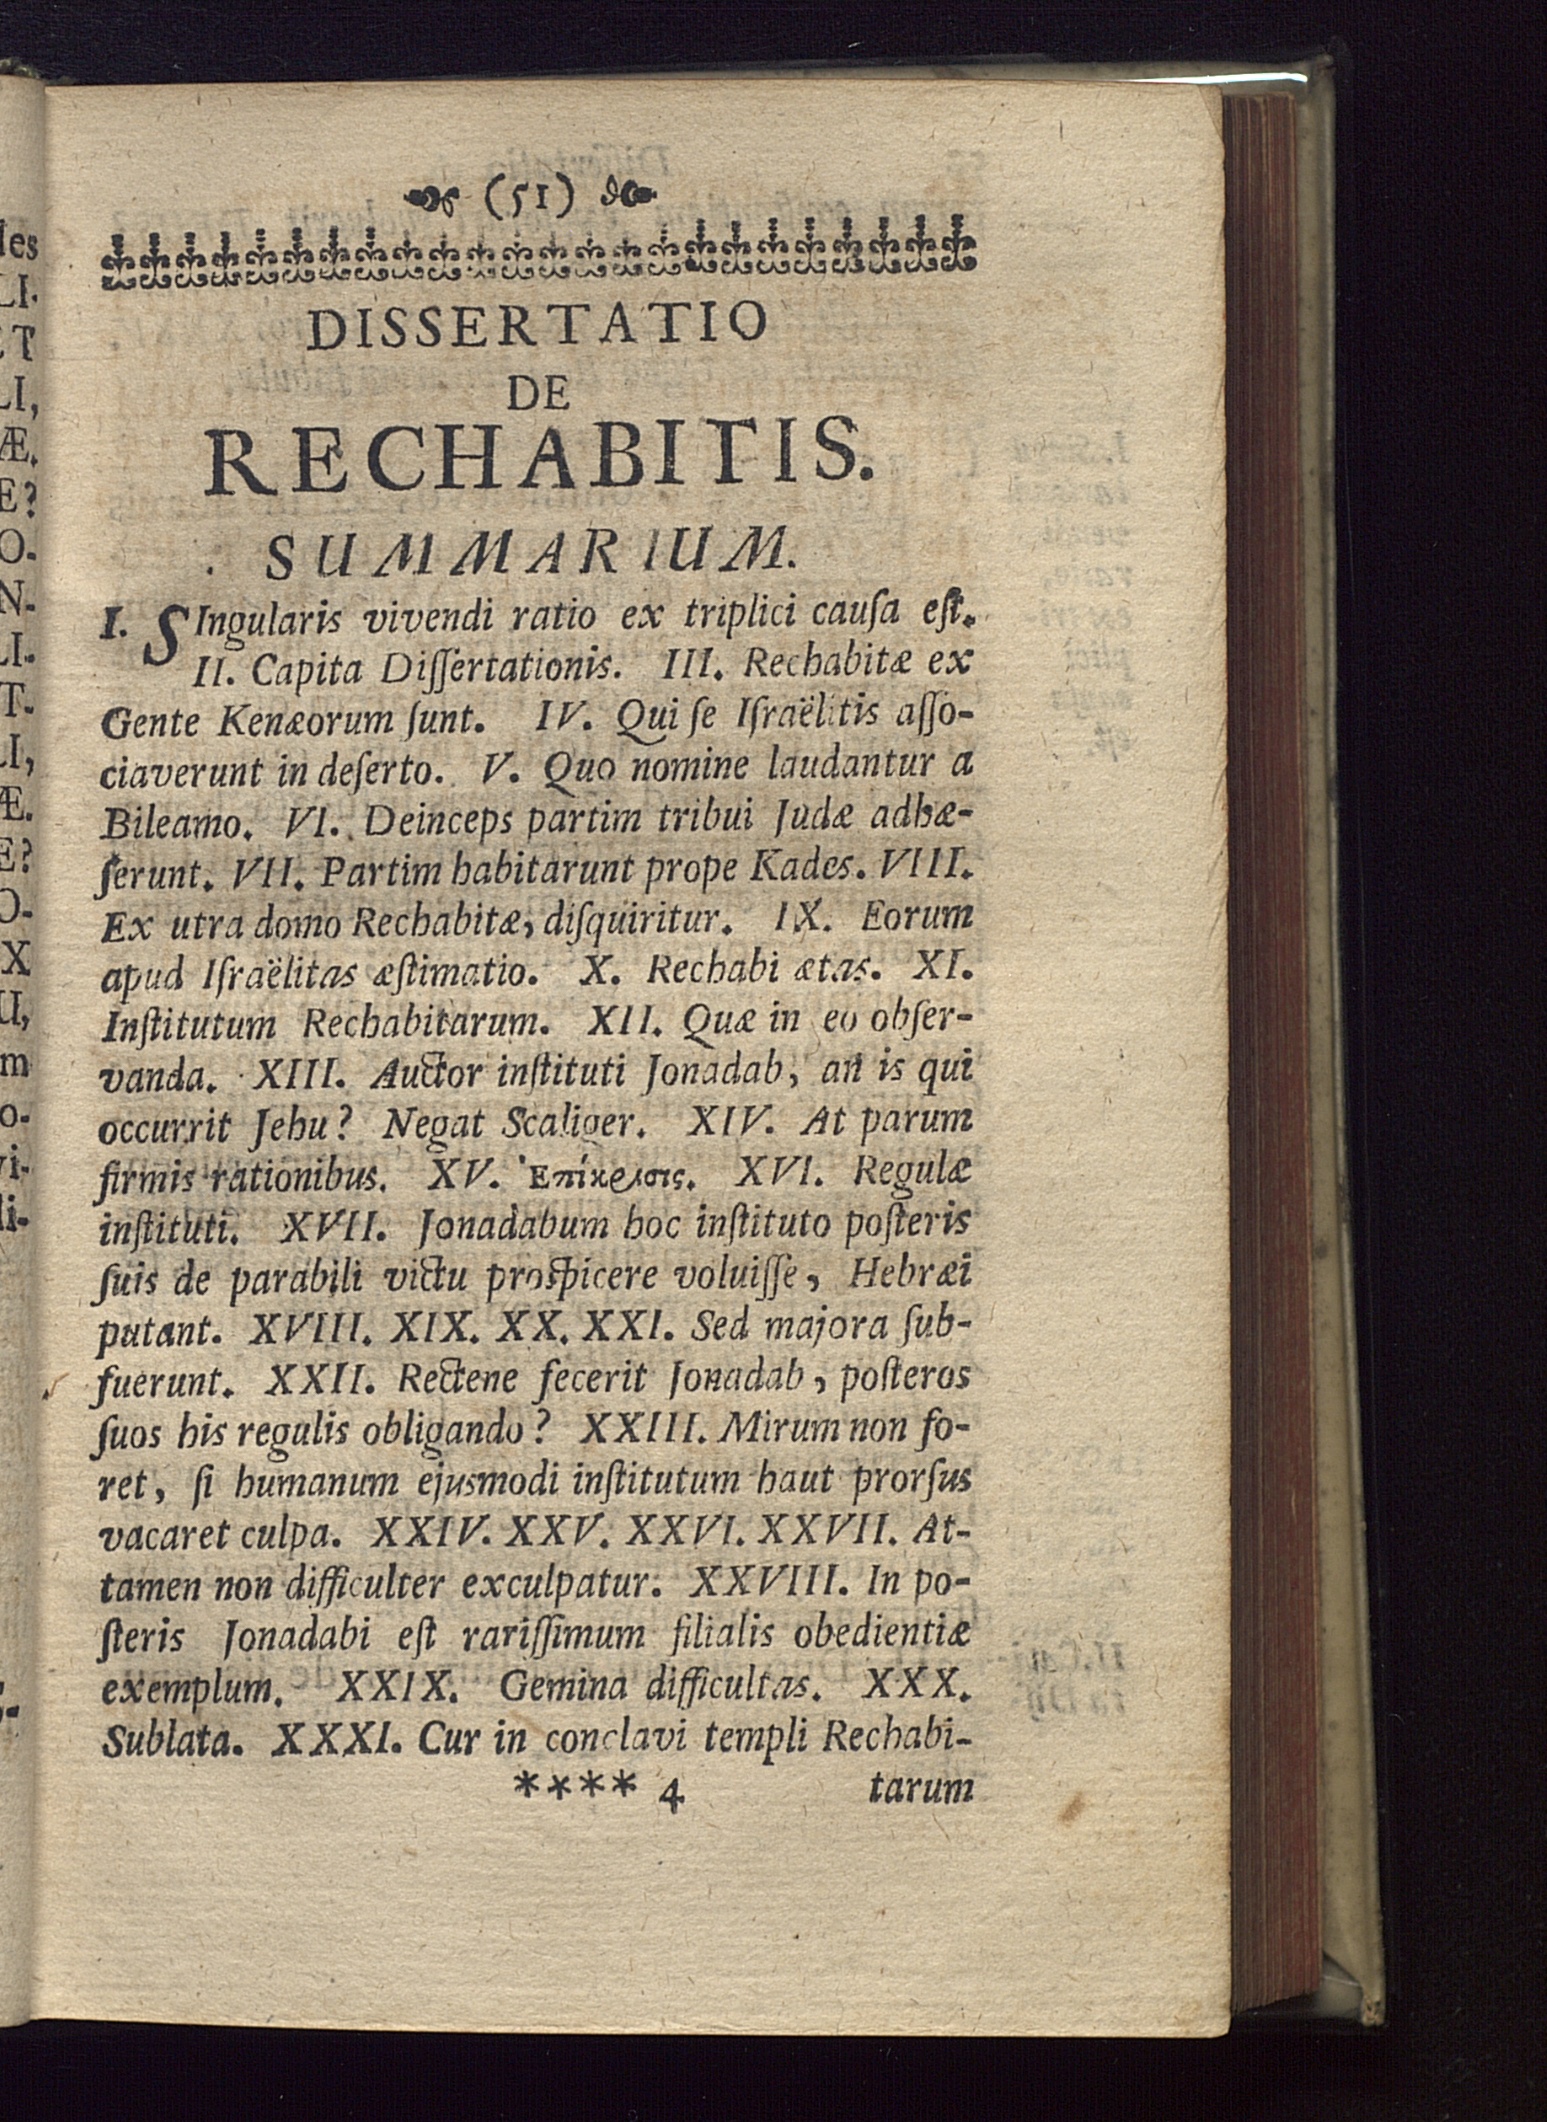 (51)
DISSERTATIO
DE
RECHABITIS.
SUMMARIUM.
I. SIngularis vivendi ratio ex triplici cauſa eſt.
II. Capita Diſſertationis. III. Rechabitæ ex
Gente Kenæorum ſunt. IV. Qui ſe Iſraëlitis aſſo-
ciaverunt in deſerto. V. Quo nomine laudantur a
Bileamo. VI. Deinceps partim tribui Judæ adhæ-
ſerunt. VII. Partim habitarunt prope Kades. VIII.
Ex utra domo Rechabitæ, diſquiritur. IX. Eorum
apud Iſraëlitas æſtimatio. X. Rechabi ætas. XI.
Inſtitutum Rechabitarum. XII. Quæ in eo obſer-
vanda. XIII. Auctor inſtituti Jonadab, an is qui
occurrit Jehu? Negat Scaliger. XIV. At parum
firmis rationibus. XV. Ἐπίκρισις. XVI. Regulæ
inſtituti. XVII. Jonadabum hoc inſtituto poſteris
ſuis de parabili victu proſpicere voluiſſe, Hebræi
putant. XVIII. XIX. XX. XXI. Sed majora ſub-
fuerunt. XXII. Rectene fecerit Jonadab, poſteros
ſuos his regulis obligando? XXIII. Mirum non fo-
ret, ſi humanum ejusmodi inſtitutum haut prorſus
vacaret culpa. XXIV. XXV. XXVI. XXVII. At-
tamen non difficulter exculpatur. XXVIII. In po-
ſteris Jonadabi eſt rariſſimum filialis obedientiæ
exemplum. XXIX. Gemina difficultas. XXX.
Sublata. XXXI. Cur in conclavi templi Rechabi-
**** 4 tarum